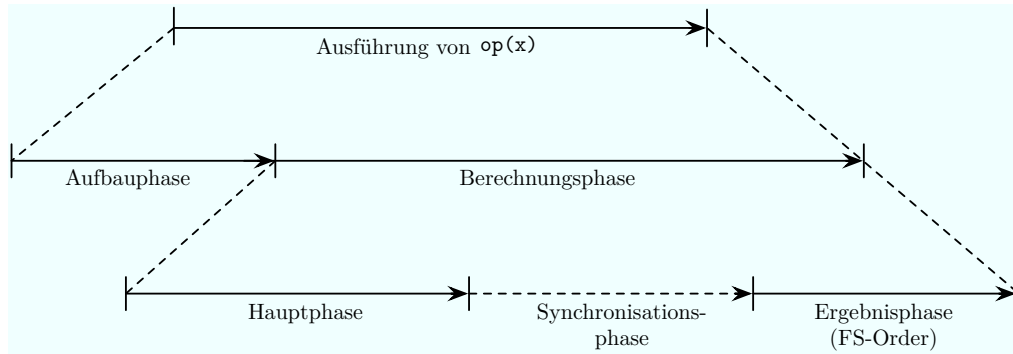 Ausführung von op(x)
Aufbauphase
Berechnungsphase
Hauptphase
Synchronisations-
phase
Ergebnisphase
(FS-Order)